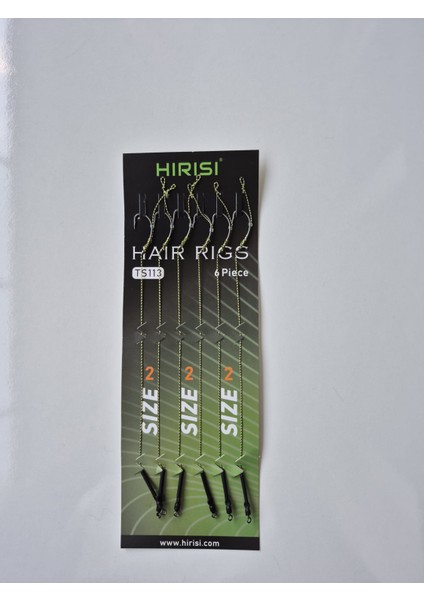 HIRISI®
HAIR RIGS
TS113
6 Piece
SIZE 2
SIZE 2
SIZE 2
www.hirisi.com